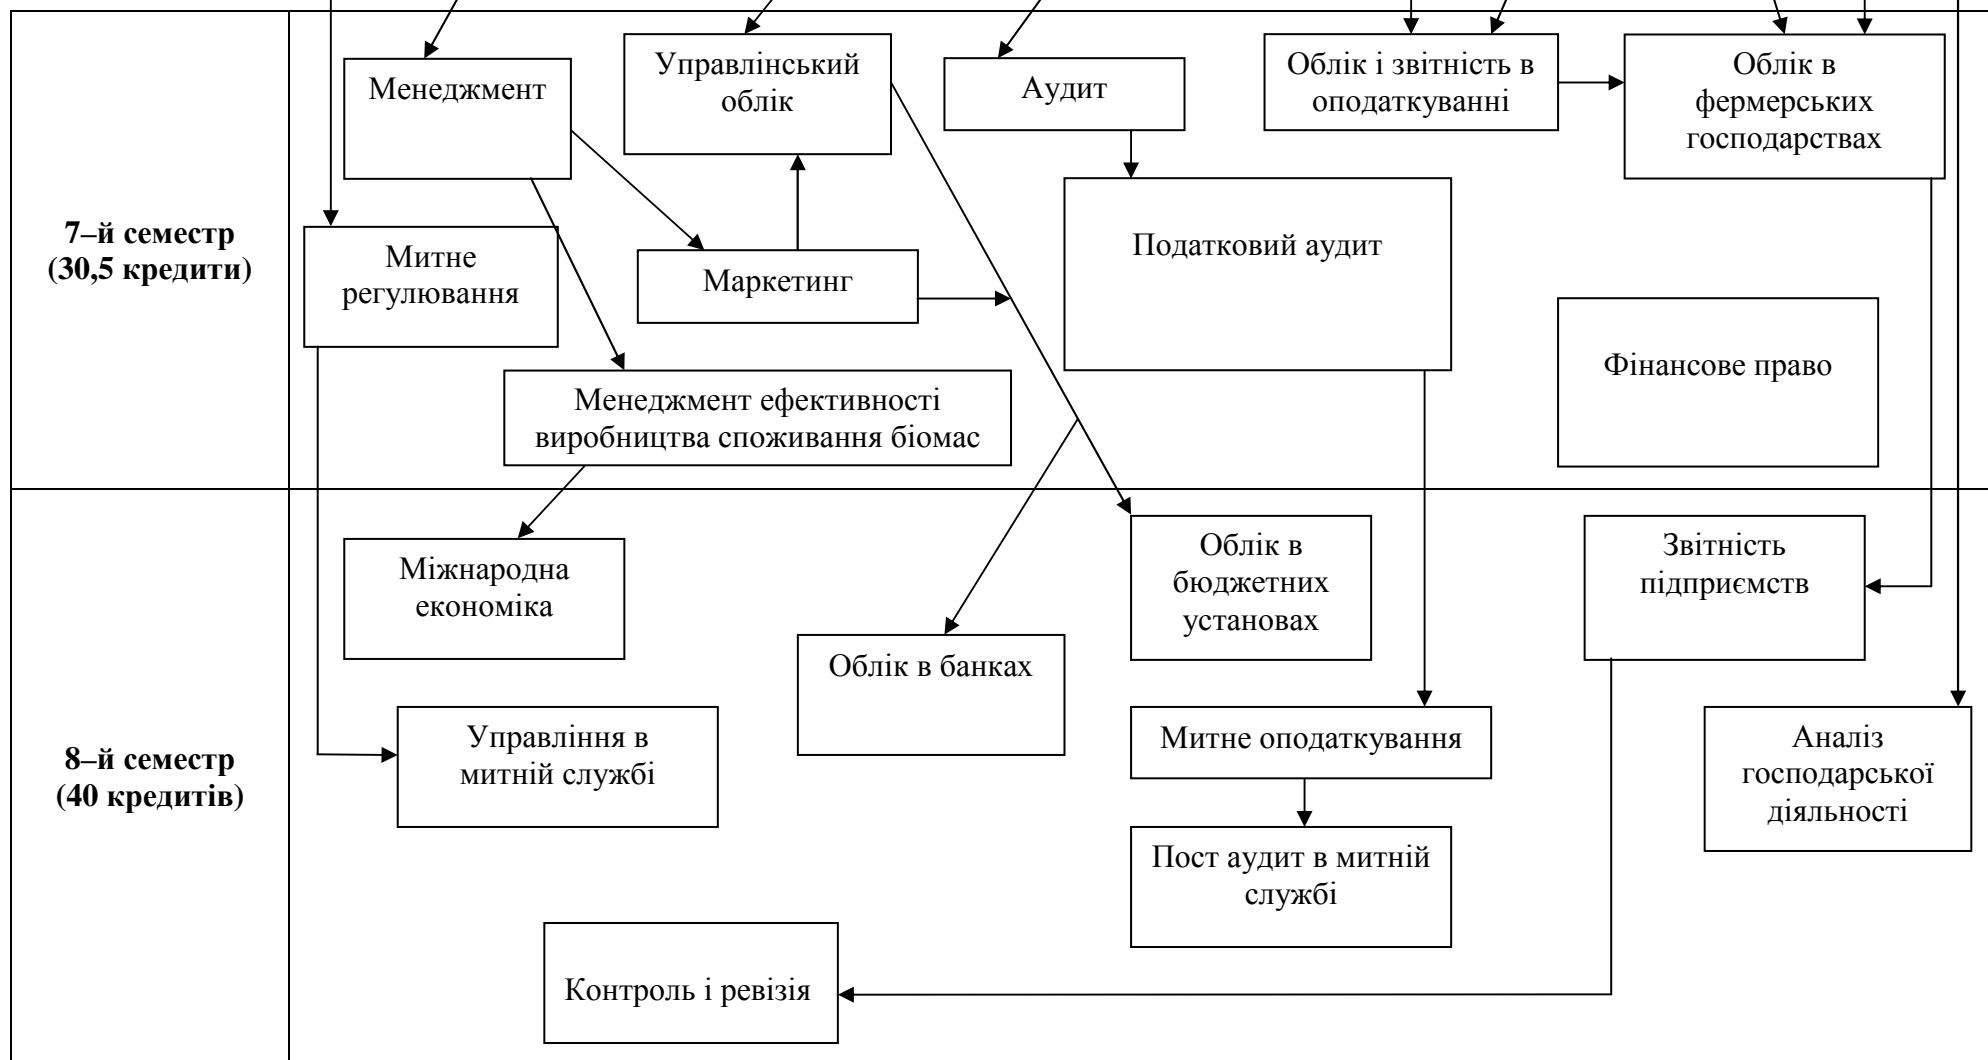 7–й семестр
(30,5 кредити)
Менеджмент
Управлінський
облік
Аудит
Облік і звітність в
оподаткуванні
Облік в
фермерських
господарствах
Митне
регулювання
Маркетинг
Податковий аудит
Фінансове право
Менеджмент ефективності
виробництва споживання біомас
8–й семестр
(40 кредитів)
Міжнародна
економіка
Облік в банках
Облік в
бюджетних
установах
Звітність
підприємств
Управління в
митній службі
Митне оподаткування
Аналіз
господарської
діяльності
Пост аудит в митній
службі
Контроль і ревізія